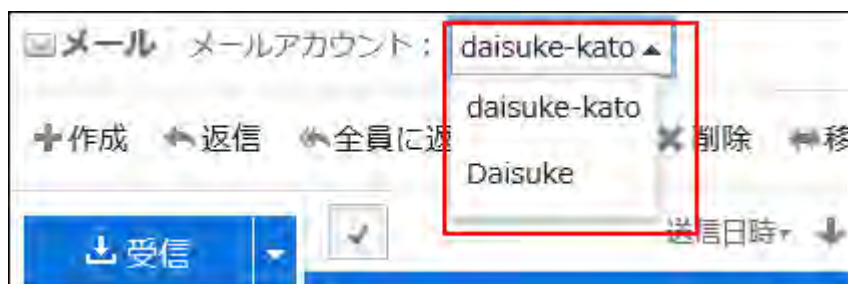 メール メールアカウント： daisuke-kato
daisuke-kato
作成 返信 全員に返 削除 移
Daisuke
受信 送信日時